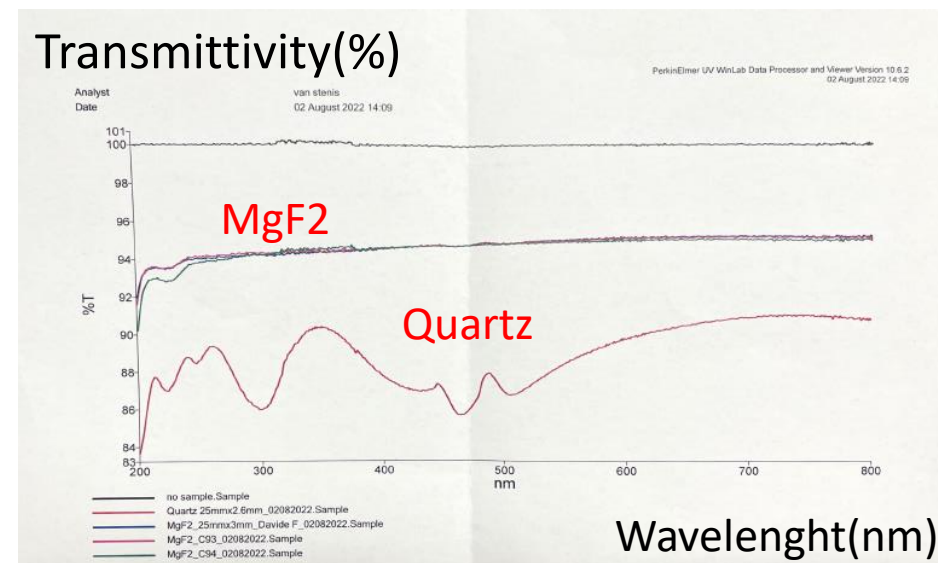 Transmittivity(%)
PerkinElmer UV WinLab Data Processor and Viewer Version 10.6.2
02 August 2022 14:09
Analyst van stenis
Date 02 August 2022 14:09
101
100
98
96
94
92
90
88
86
84
83
%T
MgF2
Quartz
200 300 400 500 600 700 800
nm
no sample.Sample
Quartz 25mmx2.6mm_02082022.Sample
MgF2_25mmx3mm_Davide F_02082022.Sample
MgF2_C93_02082022.Sample
MgF2_C94_02082022.Sample
Wavelenght(nm)